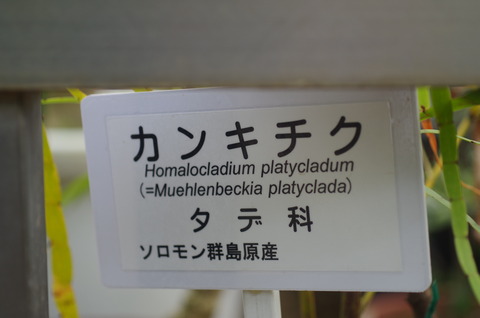 カンキチク
Homalocladium platycladum
(=Muehlenbeckia platyclada)
タデ科
ソロモン群島原産